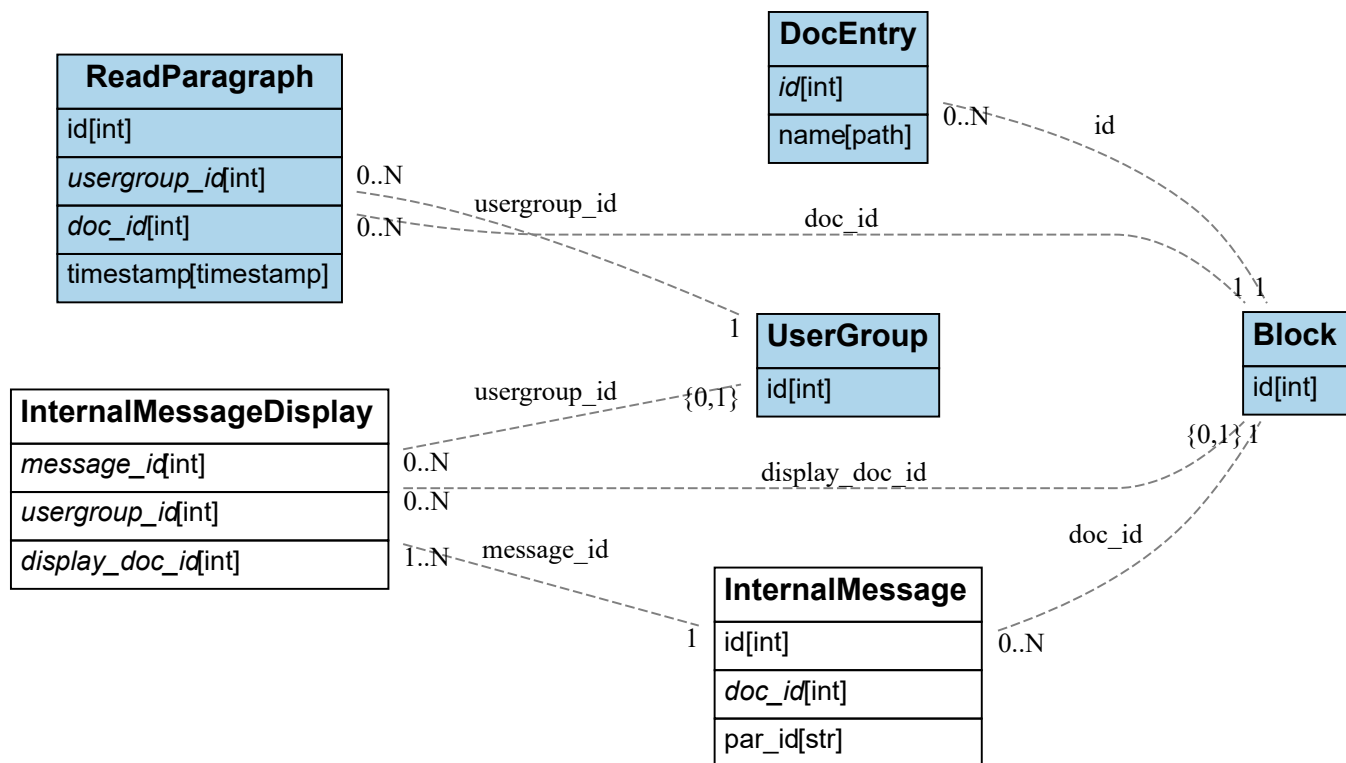 DocEntry
id[int]
name[path]
0..N
id
ReadParagraph
id[int]
usergroup_id[int]
doc_id[int]
timestamp[timestamp]
0..N
usergroup_id
0..N
doc_id
1 1
1
UserGroup
id[int]
Block
id[int]
usergroup_id
{0,1}
InternalMessageDisplay
message_id[int]
usergroup_id[int]
display_doc_id[int]
0..N
{0,1} 1
0..N
display_doc_id
1..N
message_id
doc_id
1
InternalMessage
id[int]
doc_id[int]
par_id[str]
0..N